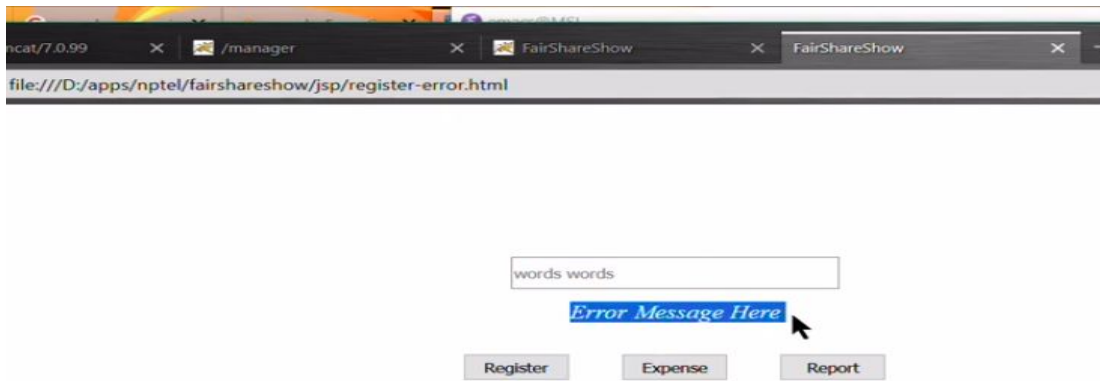 ncat/7.0.99
/manager
FairShareShow
FairShareShow
file:///D:/apps/nptel/fairshareshow/jsp/register-error.html
words words
Error Message Here
Register Expense Report